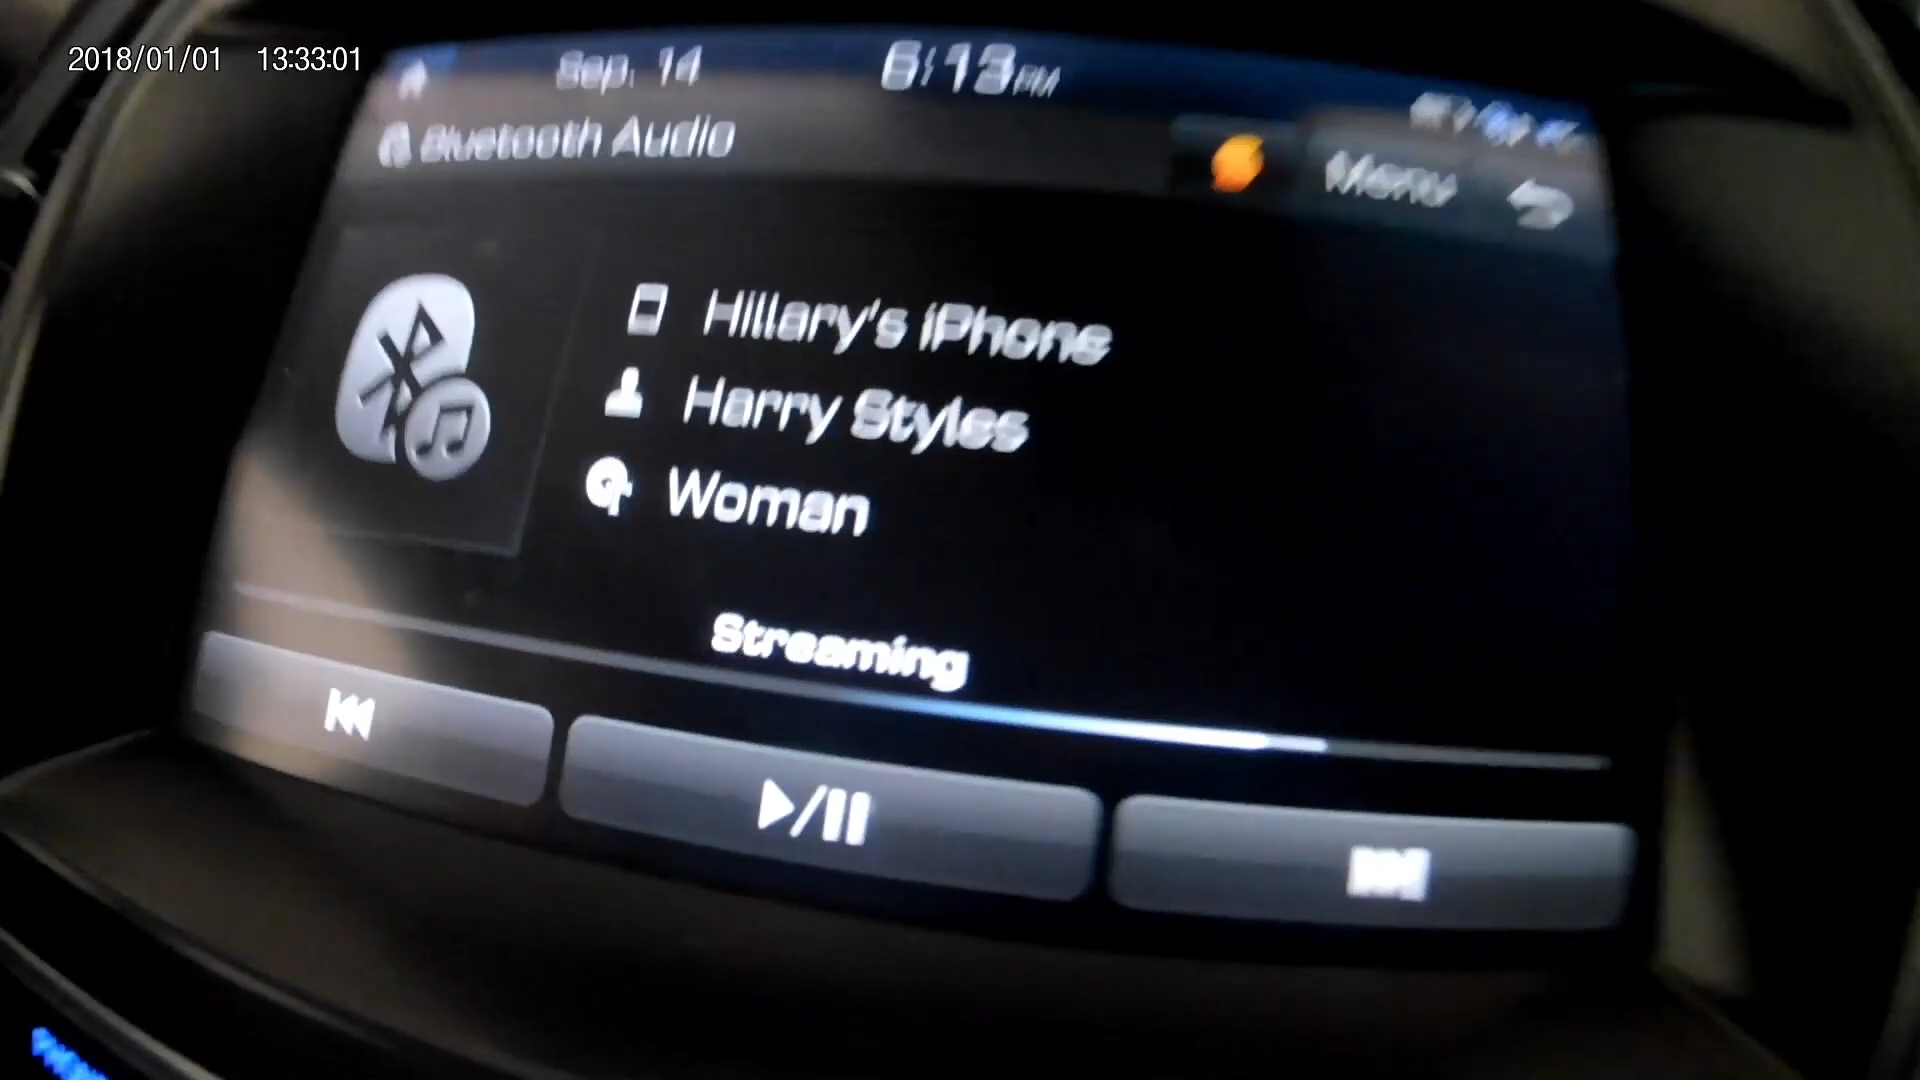 2018/01/01 13:33:01
Sep. 14 6:13 PM
Bluetooth Audio
Menu
Hillary's iPhone
Harry Styles
Woman
Streaming